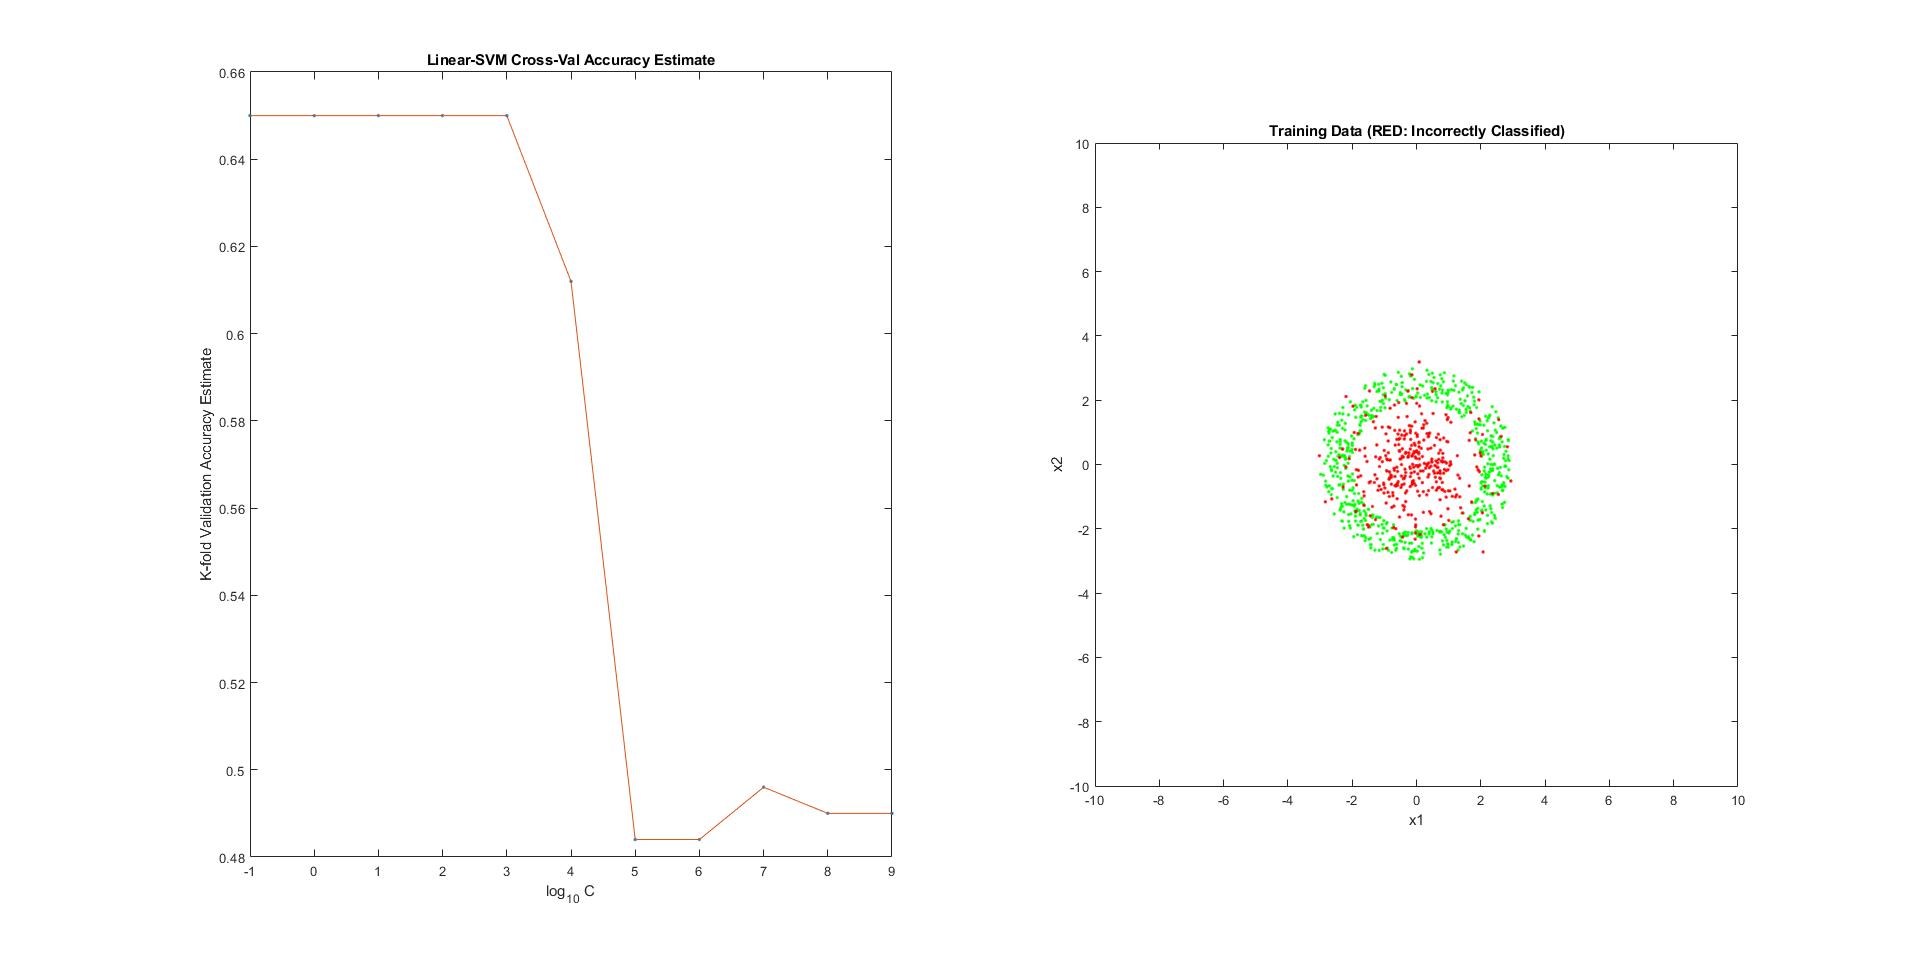 Linear-SVM Cross-Val Accuracy Estimate
0.66
0.64
0.62
0.6
0.58
0.56
0.54
0.52
0.5
0.48
K-fold Validation Accuracy Estimate
-1 0 1 2 3 4 5 6 7 8 9
log10 C
Training Data (RED: Incorrectly Classified)
10
8
6
4
2
0
-2
-4
-6
-8
-10
x2
-10 -8 -6 -4 -2 0 2 4 6 8 10
x1